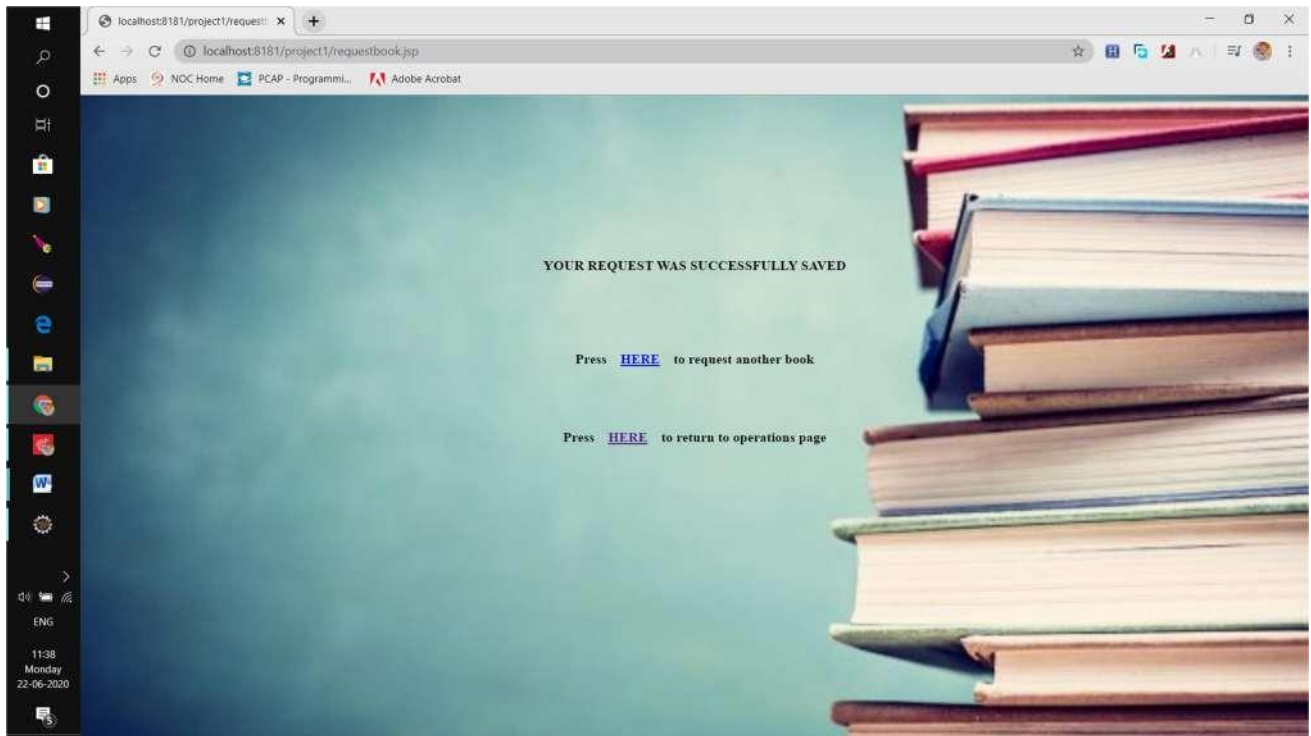 localhost:8181/project1/request
localhost:8181/project1/requestbook.jsp
Apps NOC Home PCAP - Programmi... Adobe Acrobat
YOUR REQUEST WAS SUCCESSFULLY SAVED
Press HERE to request another book
Press HERE to return to operations page
ENG
11:38
Monday
22-06-2020
5